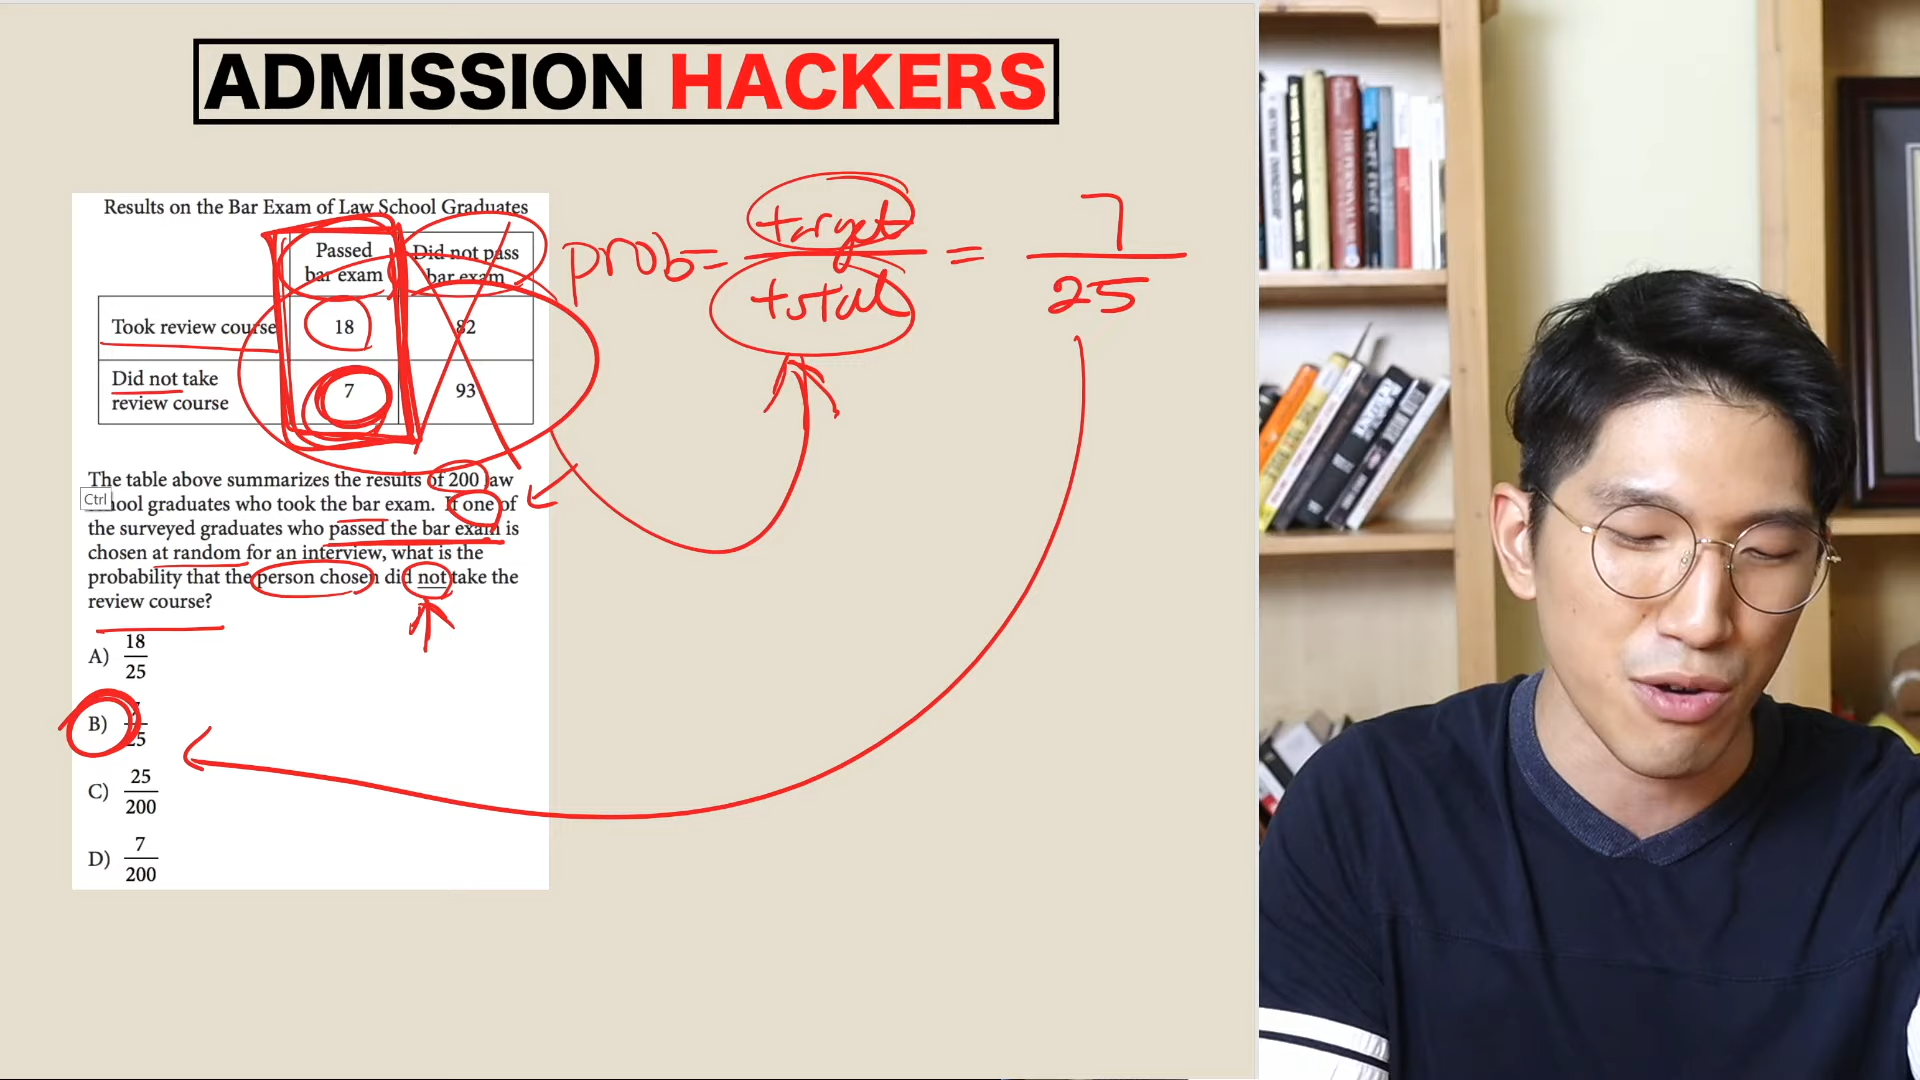 ADMISSION HACKERS
Results on the Bar Exam of Law School Graduates
Passed bar exam
Did not pass bar exam
Took review course
18
82
Did not take review course
7
93
prob = target / total = 7 / 25
The table above summarizes the results of 200 law
school graduates who took the bar exam. If one of
the surveyed graduates who passed the bar exam is
chosen at random for an interview, what is the
probability that the person chosen did not take the
review course?
A) 18/25
B) 7/25
C) 25/200
D) 7/200
Ctrl